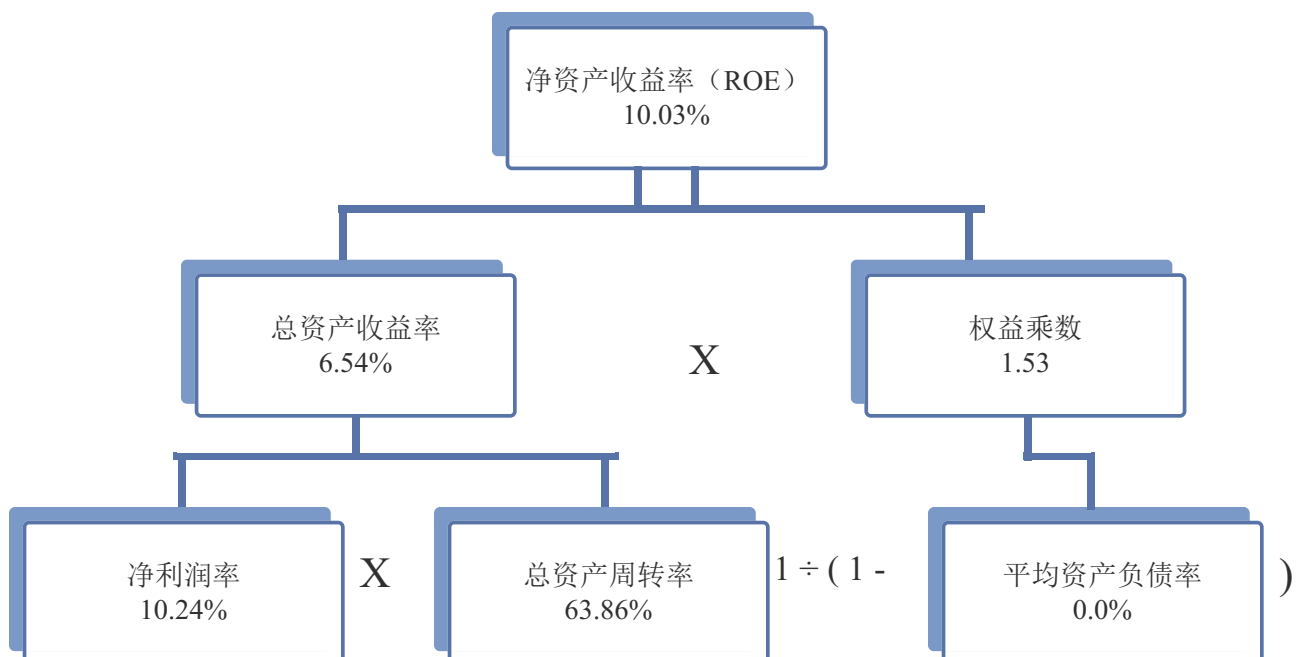 净资产收益率（ROE）
10.03%
总资产收益率
6.54%
X
权益乘数
1.53
净利润率
10.24%
X
总资产周转率
63.86%
1 ÷ ( 1 -
平均资产负债率
0.0%
)